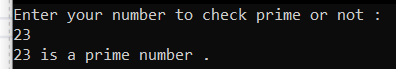 Enter your number to check prime or not :
23
23 is a prime number .